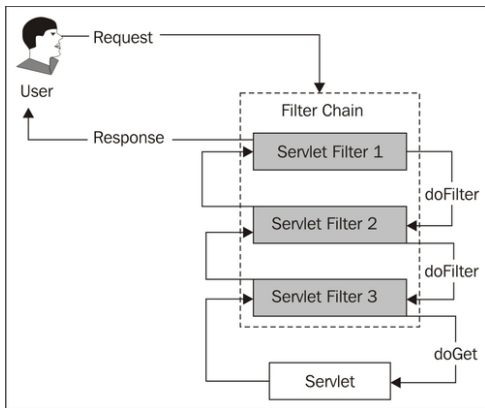 Request
User
Filter Chain
Response
Servlet Filter 1
doFilter
Servlet Filter 2
doFilter
Servlet Filter 3
doGet
Servlet